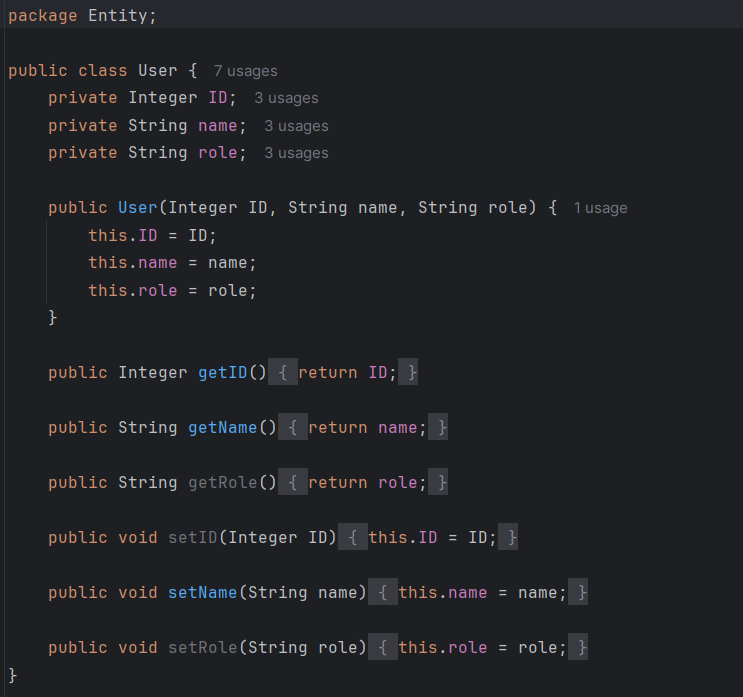 package Entity;
public class User { 7 usages
    private Integer ID; 3 usages
    private String name; 3 usages
    private String role; 3 usages
    public User(Integer ID, String name, String role) { 1 usage
        this.ID = ID;
        this.name = name;
        this.role = role;
    }
    public Integer getID() { return ID; }
    public String getName() { return name; }
    public String getRole() { return role; }
    public void setID(Integer ID) { this.ID = ID; }
    public void setName(String name) { this.name = name; }
    public void setRole(String role) { this.role = role; }
}